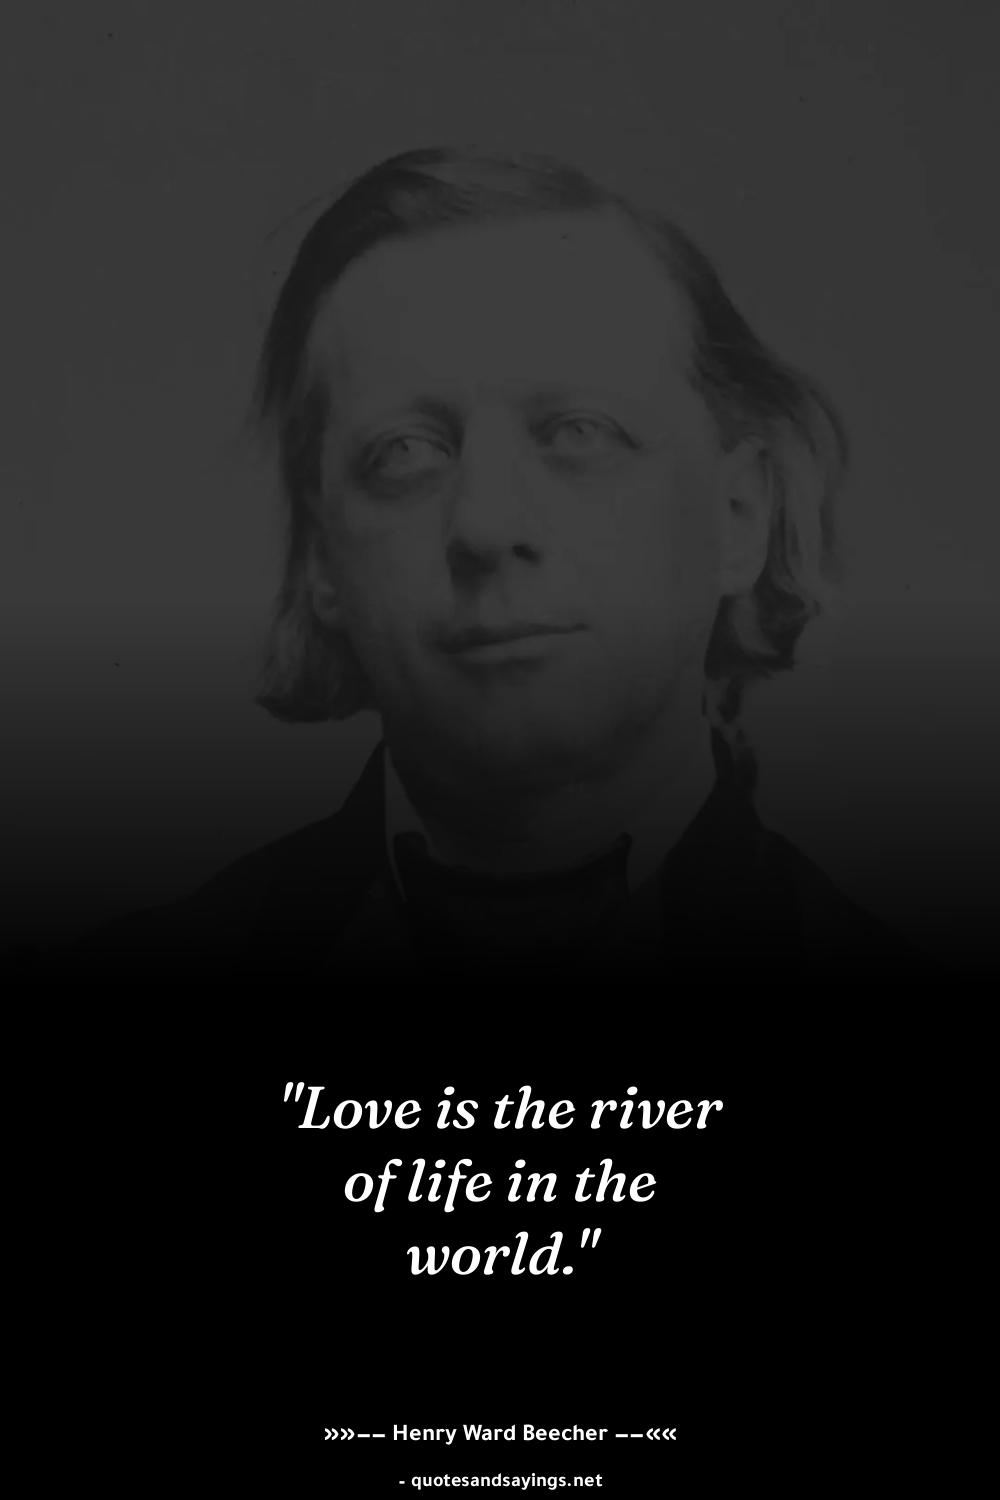 "Love is the river
of life in the
world."
»»−− Henry Ward Beecher −−««
- quotesandsayings.net